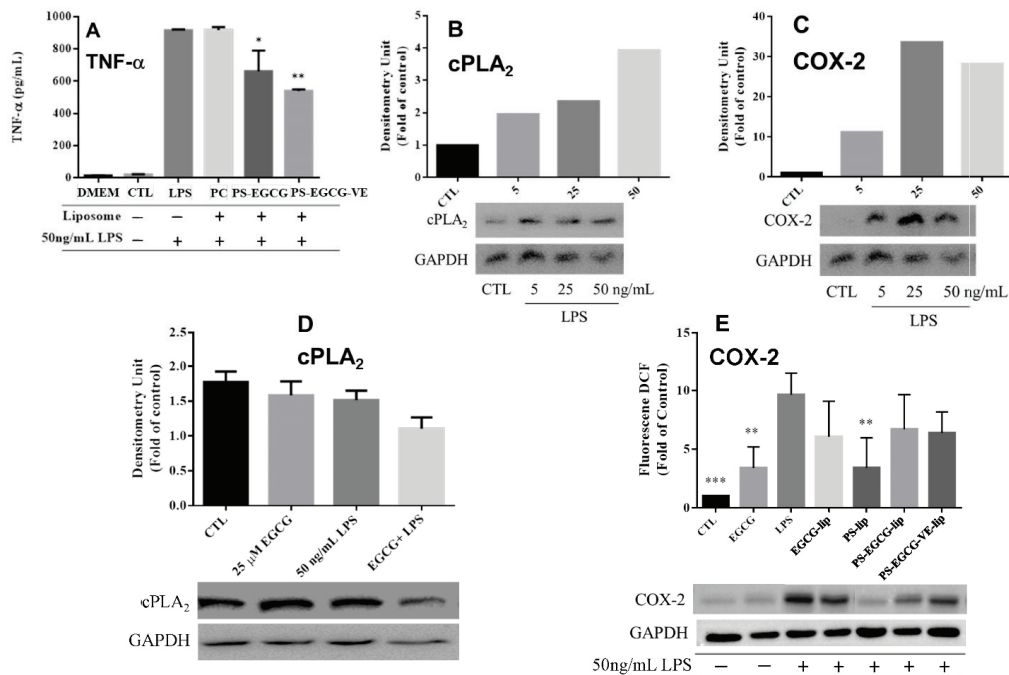 A
TNF-α
TNF-α (pg/mL)
1000
800
600
400
200
0
*
**
DMEM CTL LPS PC PS-EGCG PS-EGCG-VE
Liposome – – + + +
50ng/mL LPS – + + + +
B
cPLA2
Densitometry Unit
(Fold of control)
5
4
3
2
1
0
CTL 5 25 50
cPLA2
GAPDH
CTL 5 25 50 ng/mL
LPS
C
COX-2
Densitometry Unit
(Fold of control)
40
30
20
10
0
CTL 5 25 50
COX-2
GAPDH
CTL 5 25 50 ng/mL
LPS
D
cPLA2
Densitometry Unit
(Fold of control)
2.5
2.0
1.5
1.0
0.5
0.0
CTL 25 μM EGCG 50 ng/mL LPS EGCG+ LPS
cPLA2
GAPDH
E
COX-2
Fluorescene DCF
(Fold of Control)
15
10
5
0
*** ** **
CTL EGCG LPS EGCG-lip PS-lip PS-EGCG-lip PS-EGCG-VE-lip
COX-2
GAPDH
50ng/mL LPS – – + + + + +